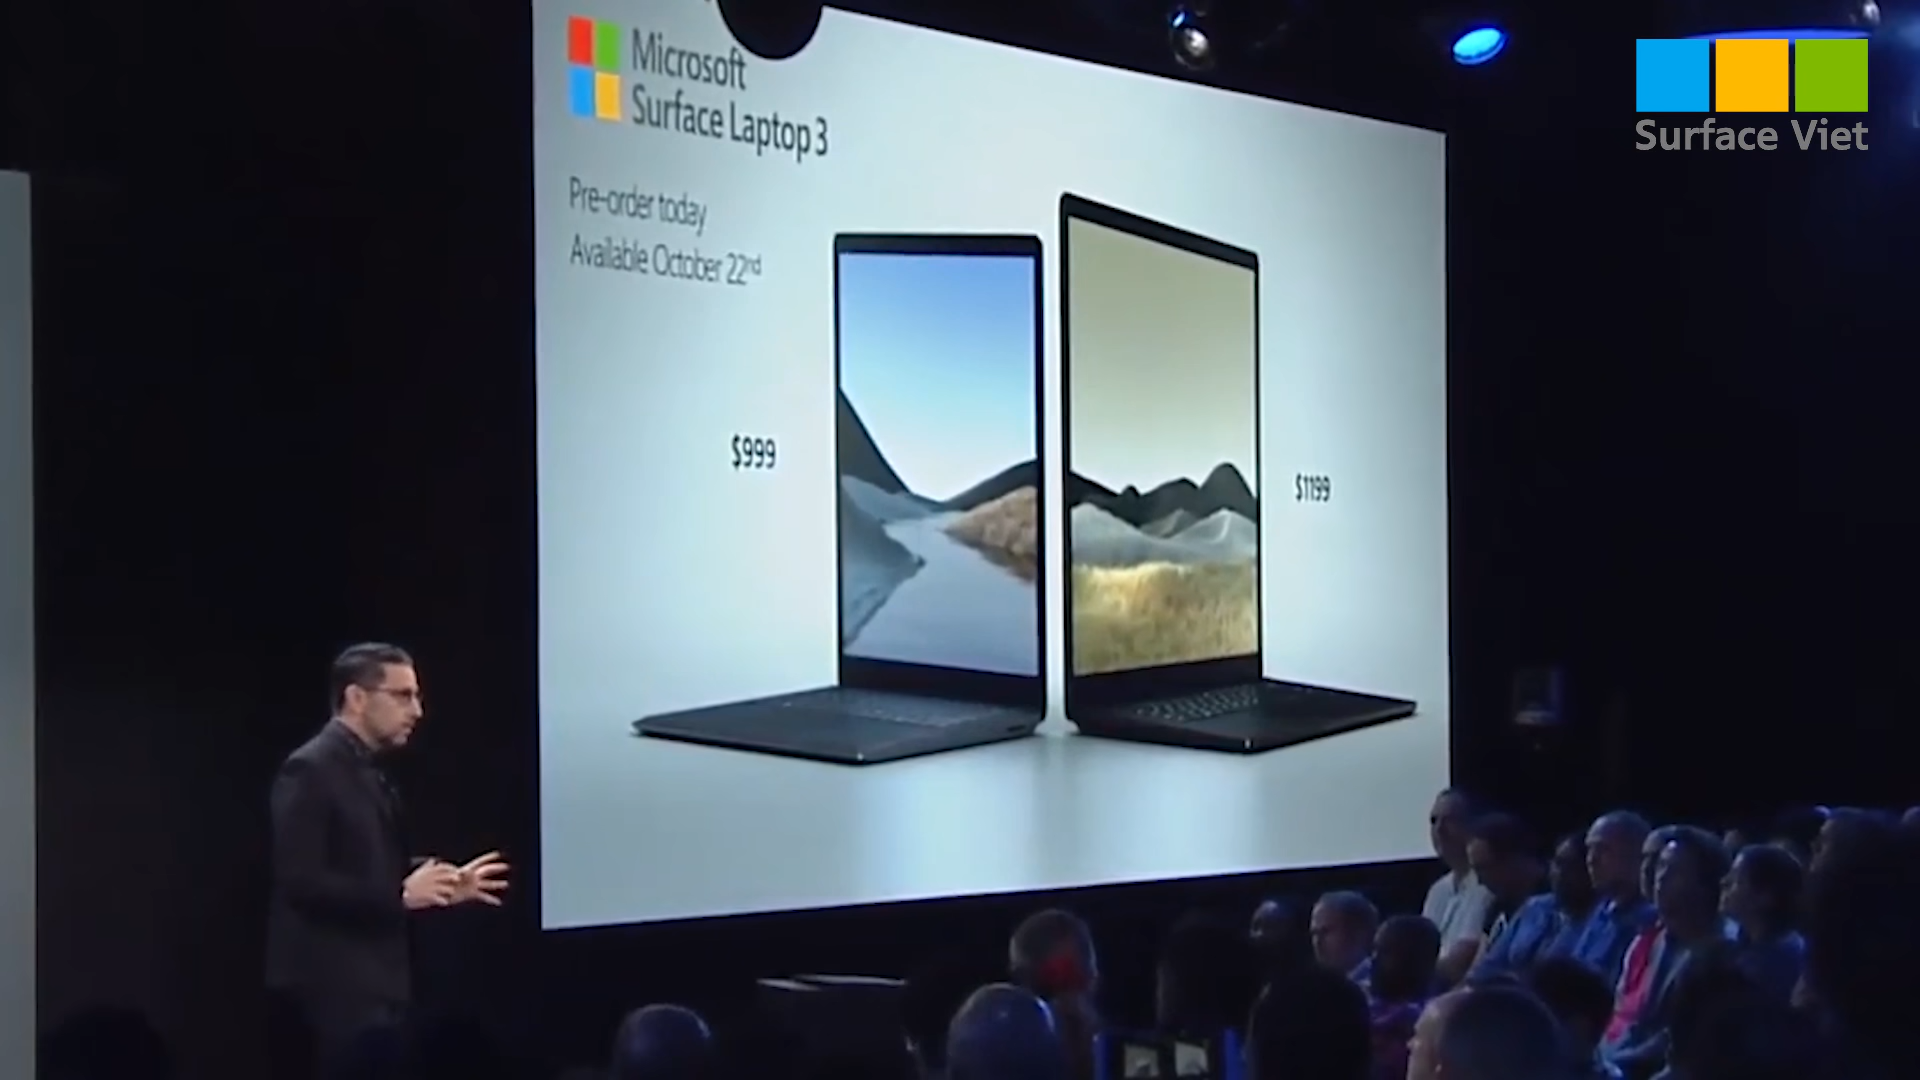 Microsoft
Surface Laptop 3
Pre-order today
Available October 22nd
$999
$1199
Surface Viet